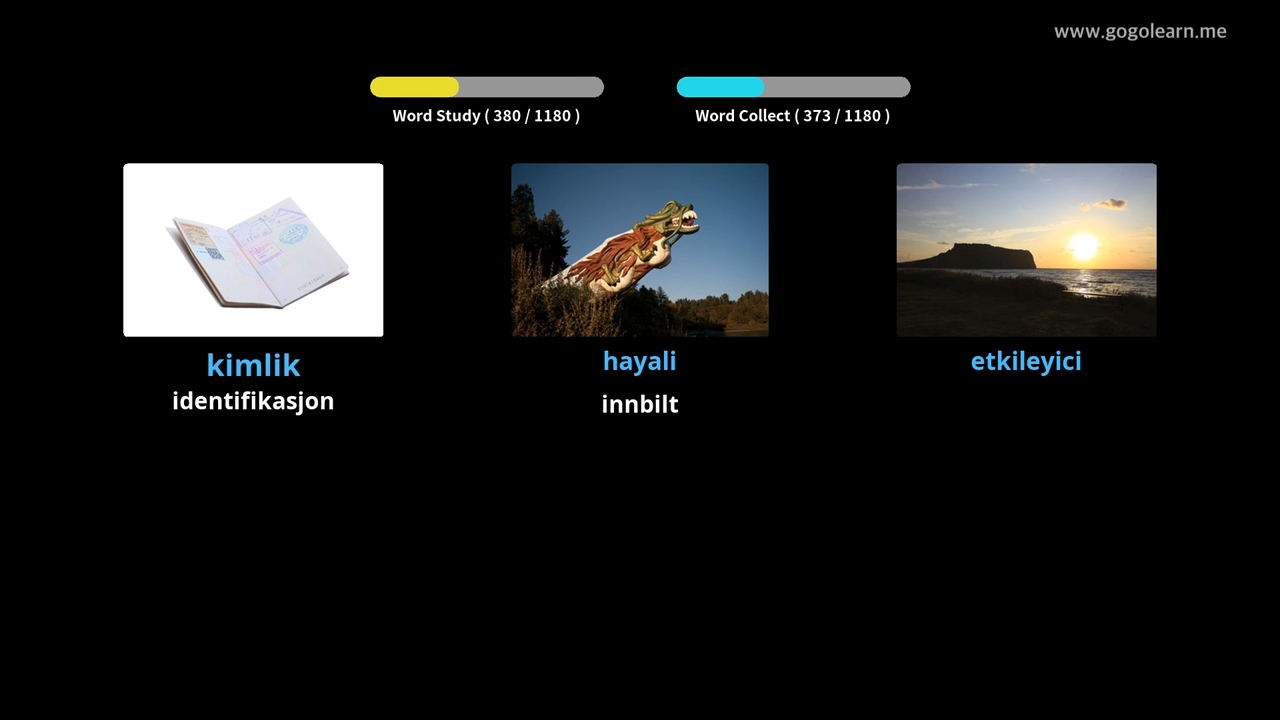 www.gogolearn.me
Word Study ( 380 / 1180 )
Word Collect ( 373 / 1180 )
kimlik
identifikasjon
hayali
innbilt
etkileyici